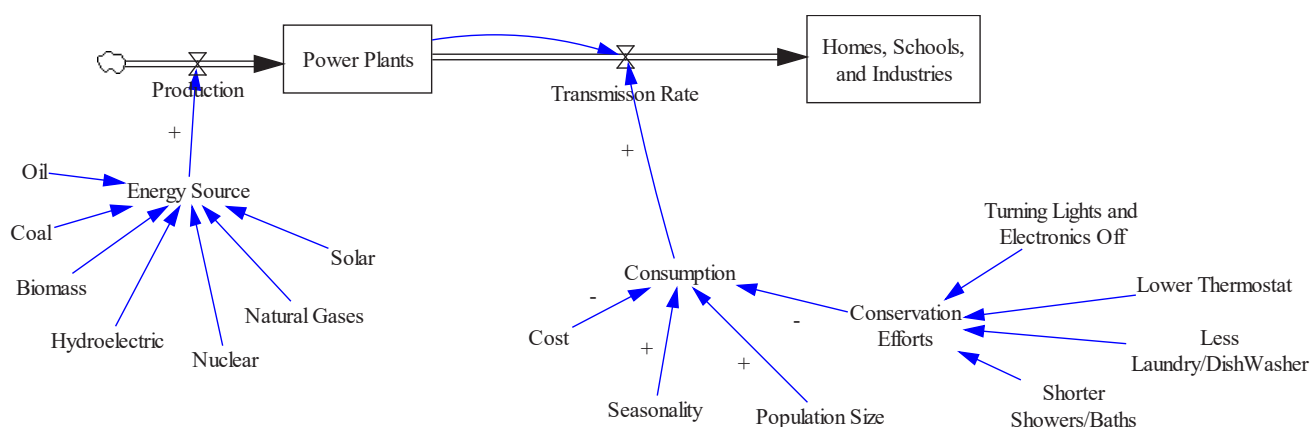 Power Plants
Homes, Schools,
and Industries
Production
Transmisson Rate
+
+
Oil
Energy Source
Coal
Biomass
Hydroelectric
Nuclear
Natural Gases
Solar
Turning Lights and
Electronics Off
Consumption
Lower Thermostat
-
-
Conservation
Efforts
Cost
+
+
Less
Laundry/DishWasher
Seasonality
Population Size
Shorter
Showers/Baths